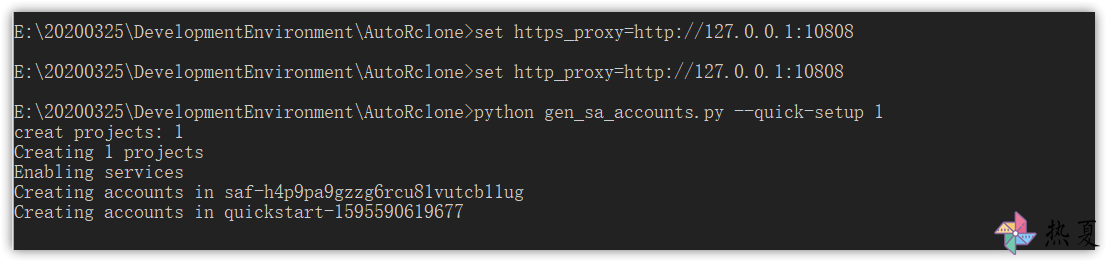 E:\20200325\DevelopmentEnvironment\AutoRclone>set https_proxy=http://127.0.0.1:10808
E:\20200325\DevelopmentEnvironment\AutoRclone>set http_proxy=http://127.0.0.1:10808
E:\20200325\DevelopmentEnvironment\AutoRclone>python gen_sa_accounts.py --quick-setup 1
creat projects: 1
Creating 1 projects
Enabling services
Creating accounts in saf-h4p9pa9gzzg6rcu81vutcbl1ug
Creating accounts in quickstart-1595590619677
热夏